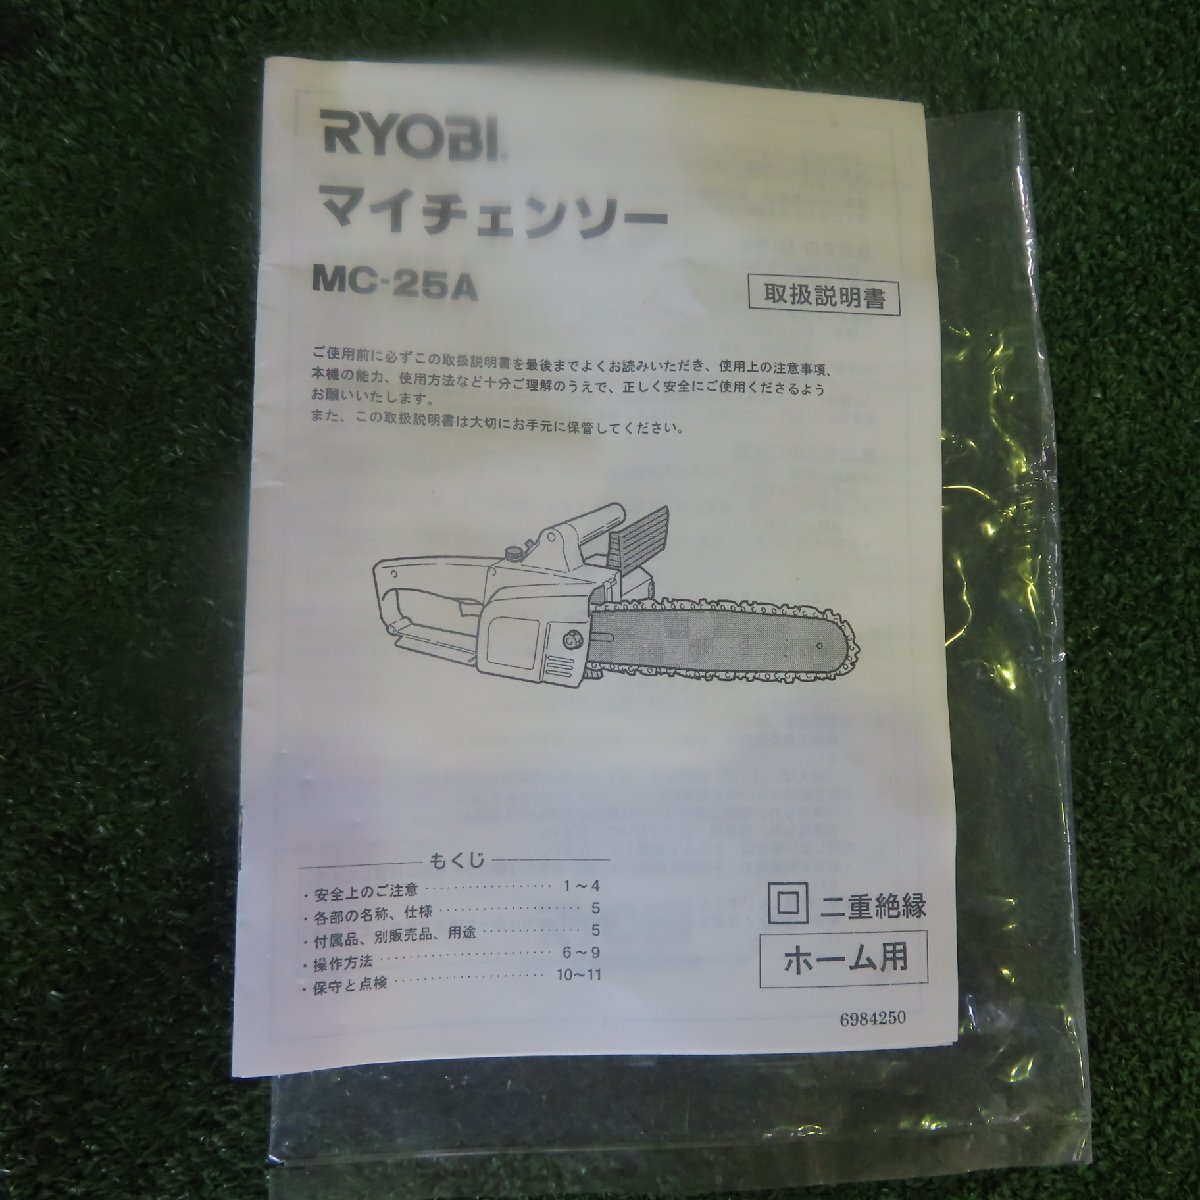 RYOBI
マイチェンソー
MC-25A
取扱説明書
ご使用前に必ずこの取扱説明書を最後までよくお読みいただき、使用上の注意事項、
本機の能力、使用方法など十分ご理解のうえで、正しく安全にご使用くださるよう
お願いいたします。
また、この取扱説明書は大切にお手元に保管してください。
もくじ
・安全上のご注意 ・・・・・・・・・・・・・・・・・・ 1～4
・各部の名称、仕様 ・・・・・・・・・・・・・・・・・・ 5
・付属品、別販売品、用途 ・・・・・・・・・・・・・ 5
・操作方法 ・・・・・・・・・・・・・・・・・・・・・・・・ 6～9
・保守と点検 ・・・・・・・・・・・・・・・・・・・・・ 10～11
二重絶縁
ホーム用
6984250